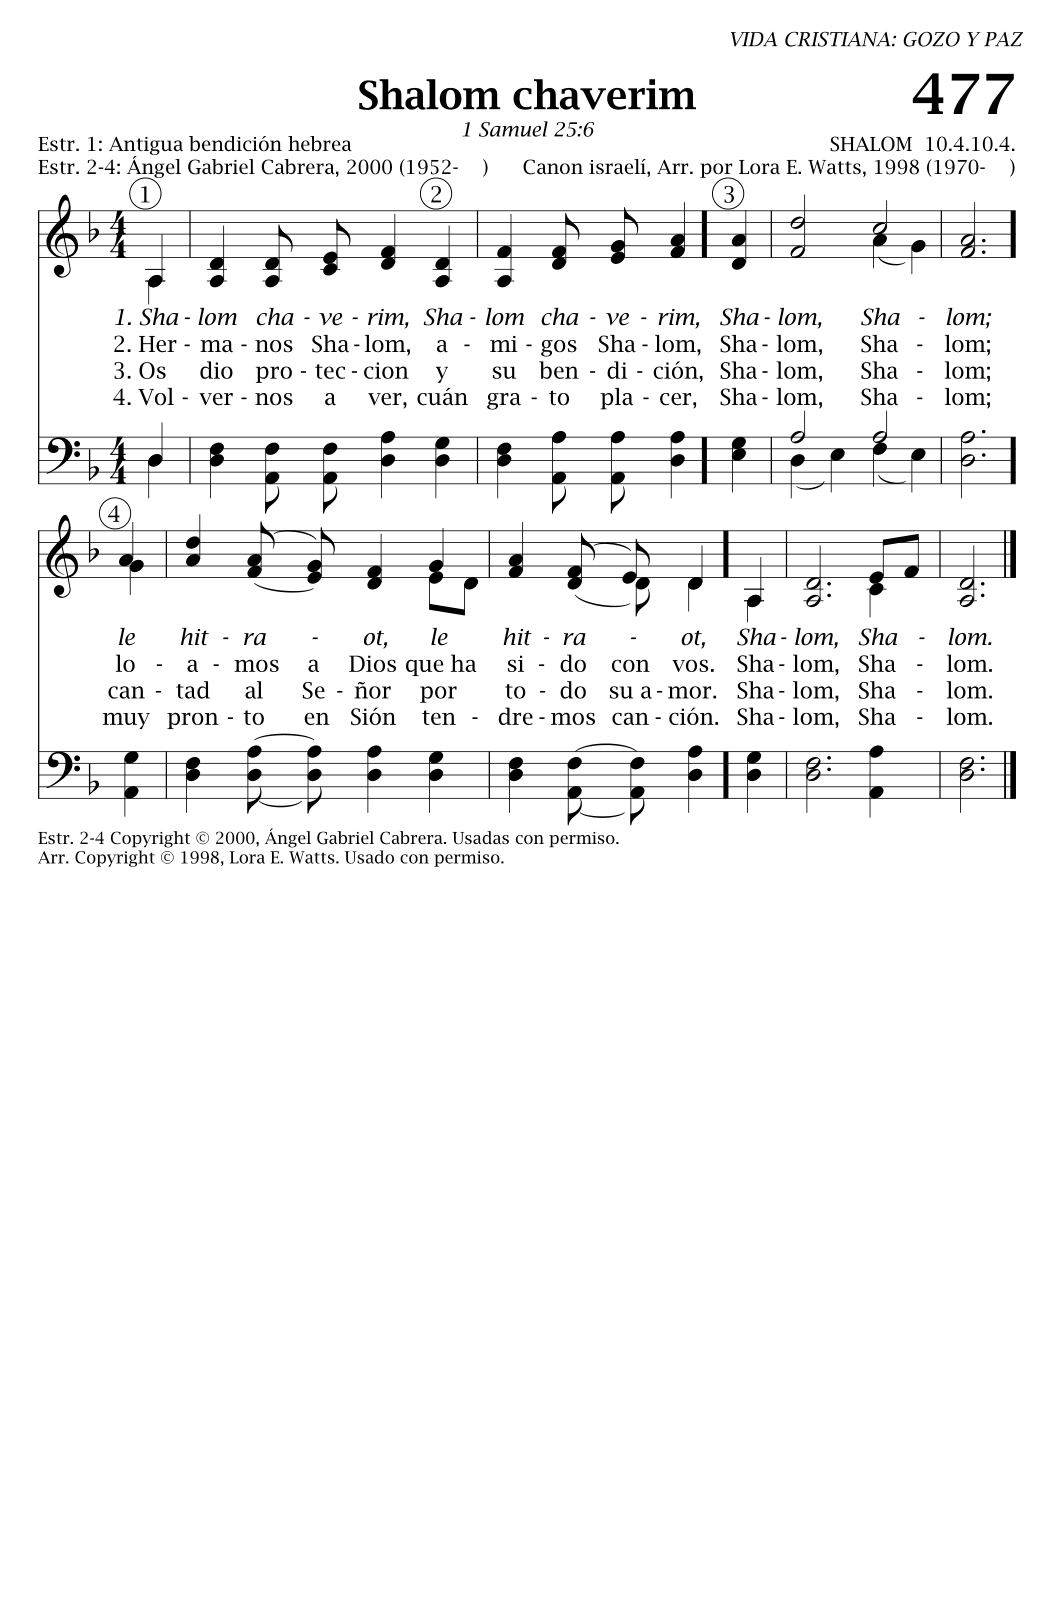 VIDA CRISTIANA: GOZO Y PAZ
Shalom chaverim 477
1 Samuel 25:6
Estr. 1: Antigua bendición hebrea SHALOM 10.4.10.4.
Estr. 2-4: Ángel Gabriel Cabrera, 2000 (1952- ) Canon israelí, Arr. por Lora E. Watts, 1998 (1970- )
1 2 3
4 4
1. Sha - lom cha - ve - rim, Sha - lom cha - ve - rim, Sha - lom, Sha - lom;
2. Her - ma - nos Sha - lom, a - mi - gos Sha - lom, Sha - lom, Sha - lom;
3. Os dio pro - tec - cion y su ben - di - ción, Sha - lom, Sha - lom;
4. Vol - ver - nos a ver, cuán gra - to pla - cer, Sha - lom, Sha - lom;
4 4
4
le hit - ra - ot, le hit - ra - ot, Sha - lom, Sha - lom.
lo - a - mos a Dios que ha si - do con vos. Sha - lom, Sha - lom.
can - tad al Se - ñor por to - do su a - mor. Sha - lom, Sha - lom.
muy pron - to en Sión ten - dre - mos can - ción. Sha - lom, Sha - lom.
Estr. 2-4 Copyright © 2000, Ángel Gabriel Cabrera. Usadas con permiso.
Arr. Copyright © 1998, Lora E. Watts. Usado con permiso.